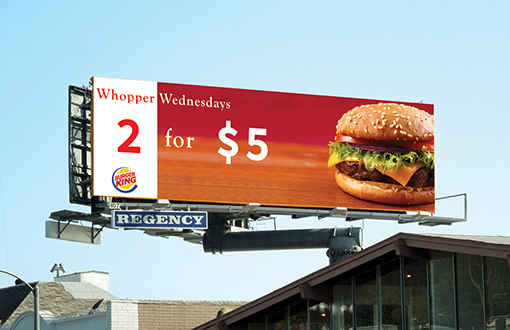 Whopper Wednesdays
2 for $5
BURGER
KING
REGENCY